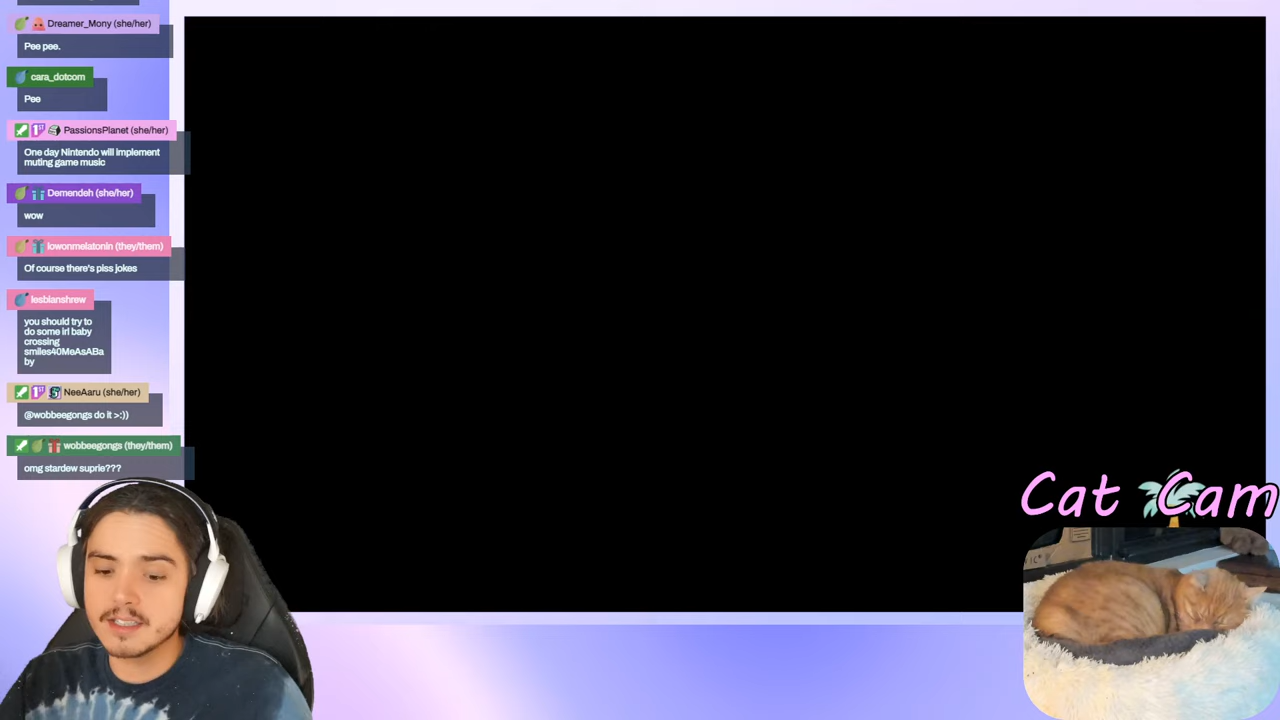 Dreamer_Mony (she/her)
Pee pee.
cara_dotcom
Pee
PassionsPlanet (she/her)
One day Nintendo will implement
muting game music
Demendeh (she/her)
wow
lowonmelatonin (they/them)
Of course there's piss jokes
lesbianshrew
you should try to
do some irl baby
crossing
smiles40MeAsABa
by
NeeAaru (she/her)
@wobbeegongs do it >:))
wobbeegongs (they/them)
omg stardew suprie???
Cat Cam